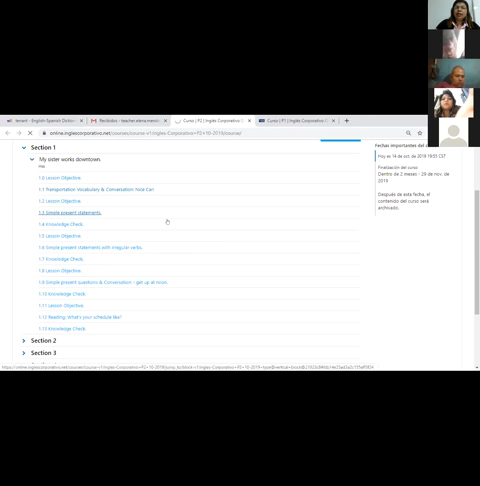 tenant - English-Spanish Diction
Curso | P2 | Inglés Corporativo
Curso | P1 | Inglés Corporativo
online.inglescorporativo.net/courses/course-v1:Ingles-Corporativo+P2+10-2019/course/
Section 1
My sister works downtown.
1.0 Lesson Objective.
1.1 Transportation Vocabulary & Conversation: Nice Car!
1.2 Lesson Objective.
1.3 Simple present statements.
1.4 Knowledge Check.
1.5 Lesson Objective.
1.6 Simple present statements with irregular verbs.
1.7 Knowledge Check.
1.8 Lesson Objective.
1.9 Simple present questions & Conversation - I get up at noon.
1.10 Knowledge Check.
1.11 Lesson Objective.
1.12 Reading: What's your schedule like?
1.13 Knowledge Check.
Section 2
Section 3
Fechas importantes del
Hoy es 14 de oct. de 2019 19:55 CDT
Finalización del curso
Dentro de 2 meses - 29 de nov. de
2019
Después de esta fecha, el
contenido del curso será
archivado.